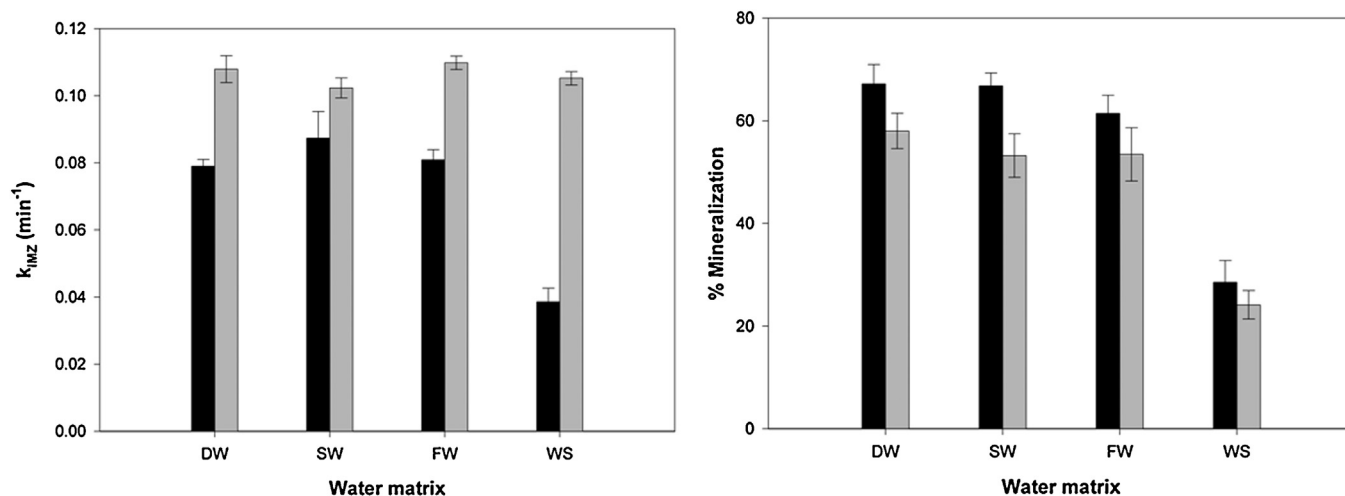 0.12
0.10
0.08
0.06
0.04
0.02
0.00
k_IMZ (min⁻¹)
DW SW FW WS
Water matrix
80
60
40
20
0
% Mineralization
DW SW FW WS
Water matrix